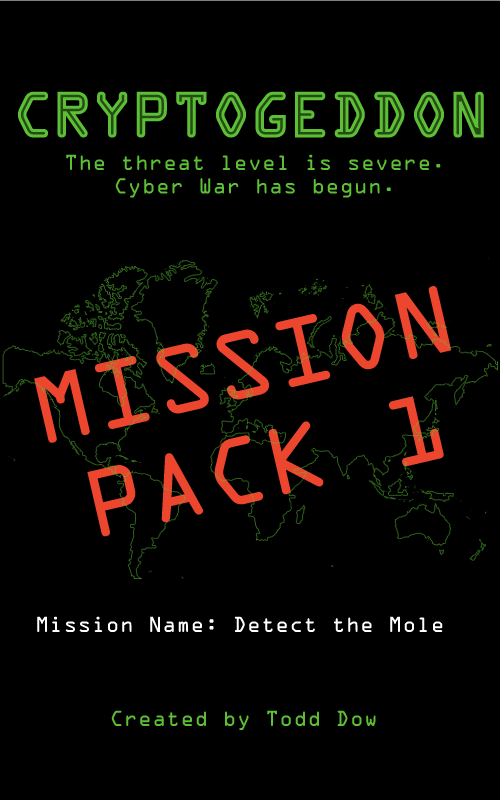 CRYPTOGEDDON
The threat level is severe.
Cyber War has begun.
MISSION
PACK 1
Mission Name: Detect the Mole
Created by Todd Dow